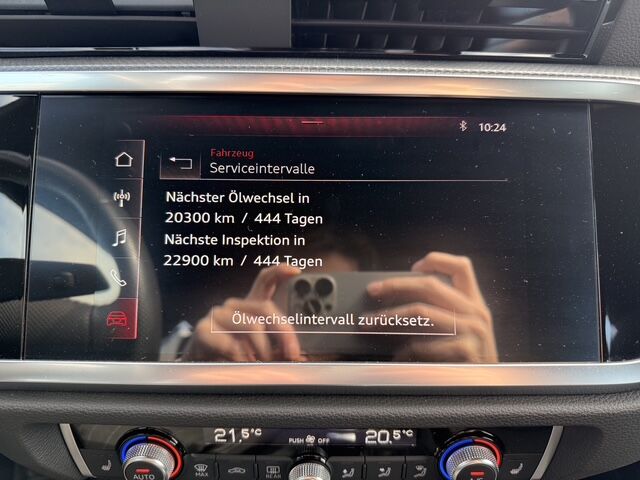 10:24
Fahrzeug
Serviceintervalle
Nächster Ölwechsel in
20300 km / 444 Tagen
Nächste Inspektion in
22900 km / 444 Tagen
Ölwechselintervall zurücksetz.
21,5°C PUSH OFF 20,5°C
MAX REAR
AUTO